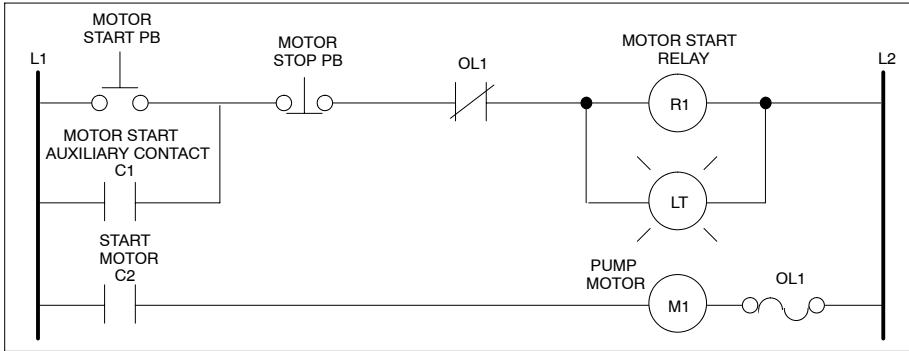 MOTOR
START PB
MOTOR
STOP PB
OL1
MOTOR START
RELAY
L1
L2
R1
MOTOR START
AUXILIARY CONTACT
C1
LT
START
MOTOR
C2
PUMP
MOTOR
OL1
M1